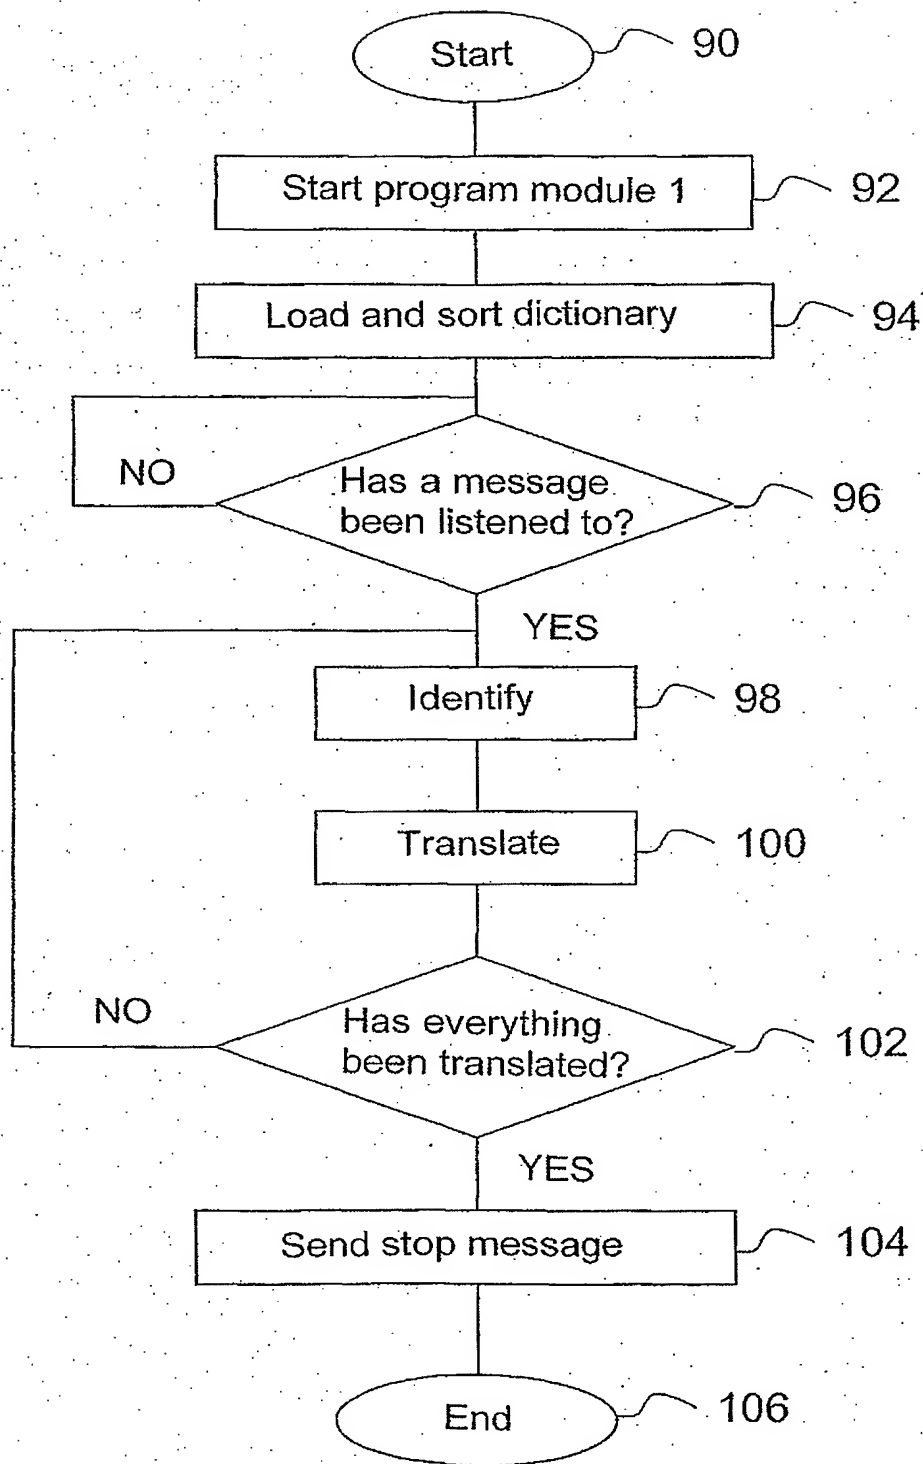 Start
90
Start program module 1
92
Load and sort dictionary
94
NO
Has a message
been listened to?
96
YES
Identify
98
Translate
100
NO
Has everything
been translated?
102
YES
Send stop message
104
End
106